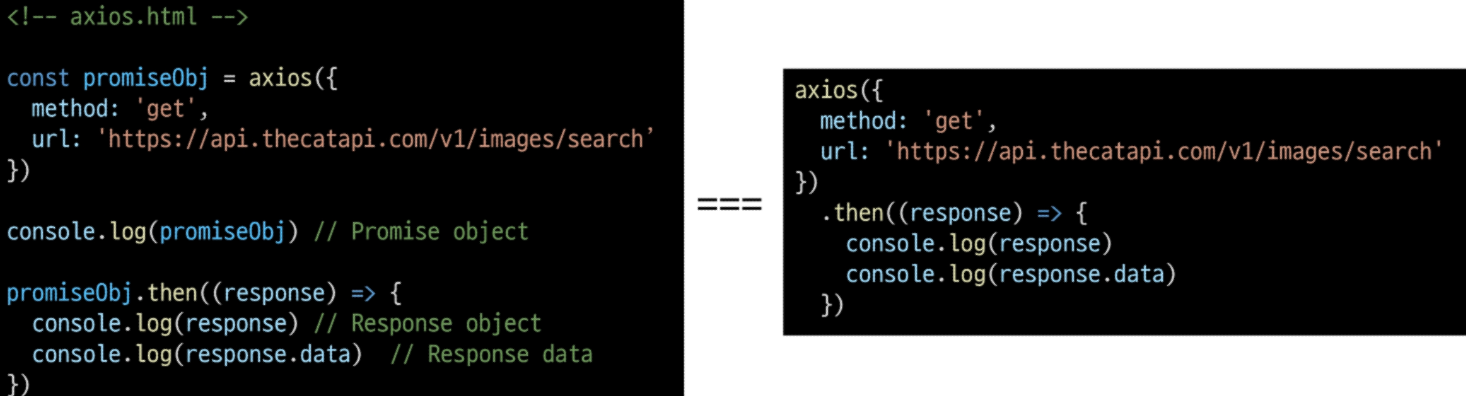 <!-- axios.html -->
const promiseObj = axios({
  method: 'get',
  url: 'https://api.thecatapi.com/v1/images/search’
})
console.log(promiseObj) // Promise object
promiseObj.then((response) => {
  console.log(response) // Response object
  console.log(response.data)  // Response data
})
===
axios({
  method: 'get',
  url: 'https://api.thecatapi.com/v1/images/search'
})
  .then((response) => {
    console.log(response)
    console.log(response.data)
  })